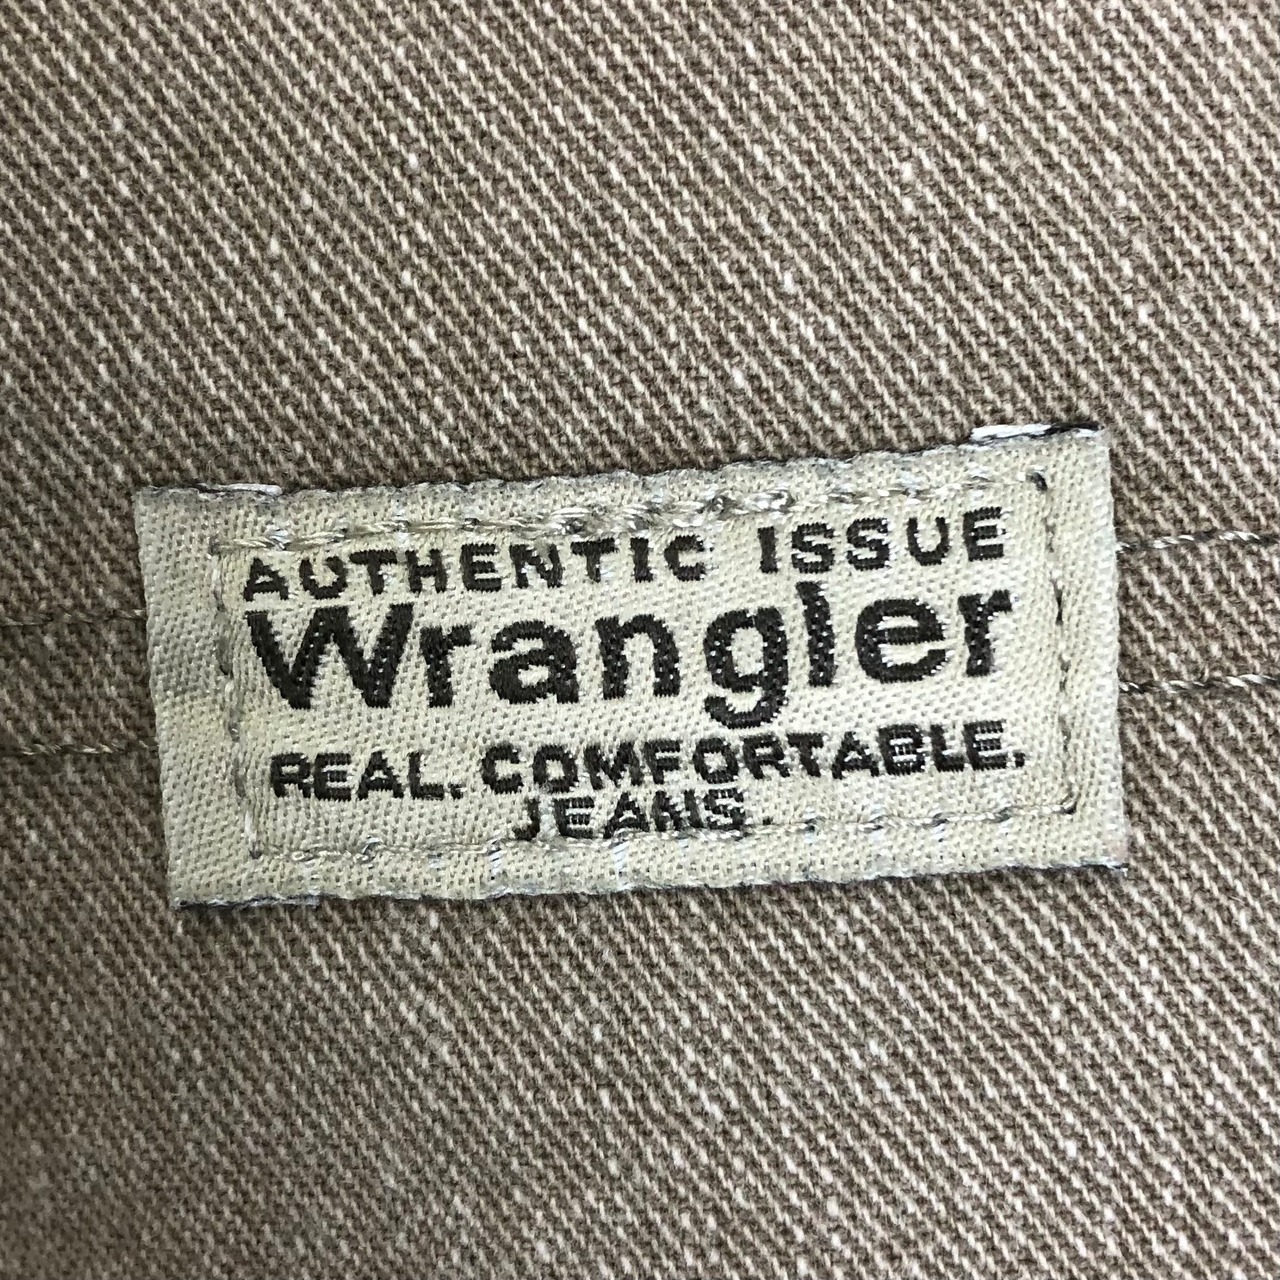 AUTHENTIC ISSUE
Wrangler
REAL. COMFORTABLE.
JEANS.